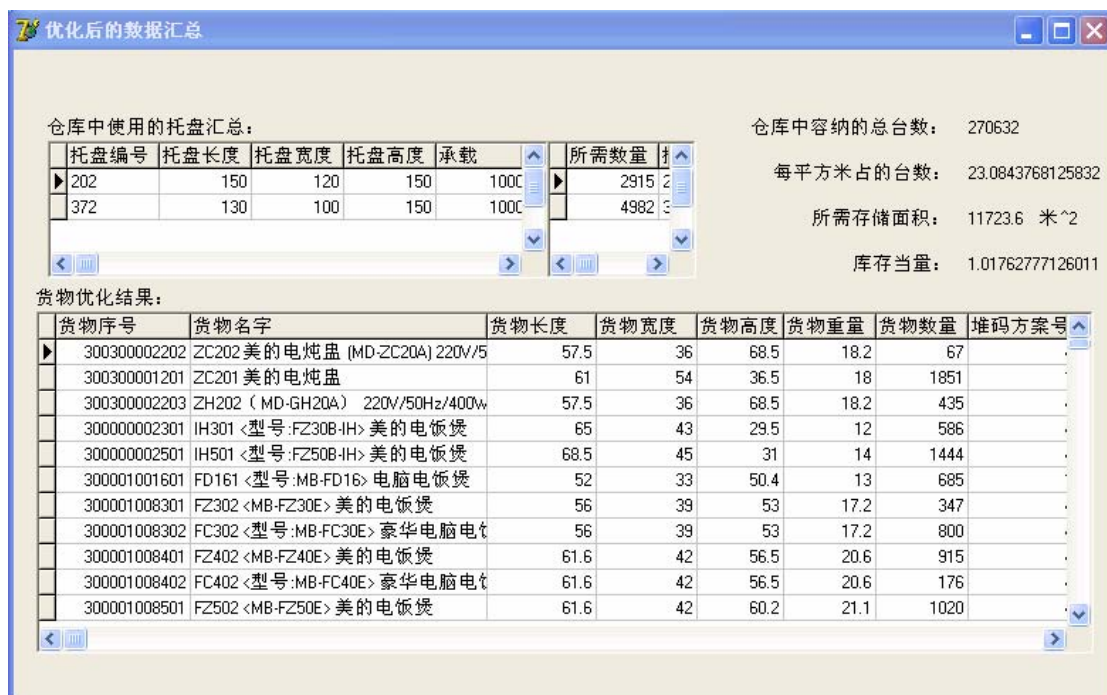 优化后的数据汇总
仓库中使用的托盘汇总：
仓库中容纳的总台数： 270632
托盘编号 托盘长度 托盘宽度 托盘高度 承载 所需数量
202 150 120 150 1000 2915 2
372 130 100 150 1000 4982 3
每平方米占的台数： 23.0843768125832
所需存储面积： 11723.6 米^2
库存当量： 1.01762777126011
货物优化结果：
货物序号 货物名字 货物长度 货物宽度 货物高度 货物重量 货物数量 堆码方案号
300300002202 ZC202美的电炖盅 (MD-ZC20A) 220V/5 57.5 36 68.5 18.2 67
300300001201 ZC201美的电炖盅 61 54 36.5 18 1851
300300002203 ZH202（MD-GH20A） 220V/50Hz/400w 57.5 36 68.5 18.2 435
300000002301 IH301<型号:FZ30B-IH>美的电饭煲 65 43 29.5 12 586
300000002501 IH501<型号:FZ50B-IH>美的电饭煲 68.5 45 31 14 1444
300001001601 FD161<型号:MB-FD16>电脑电饭煲 52 33 50.4 13 685
300001008301 FZ302<MB-FZ30E>美的电饭煲 56 39 53 17.2 347
300001008302 FC302<型号:MB-FC30E>豪华电脑电 56 39 53 17.2 800
300001008401 FZ402<MB-FZ40E>美的电饭煲 61.6 42 56.5 20.6 915
300001008402 FC402<型号:MB-FC40E>豪华电脑电 61.6 42 56.5 20.6 176
300001008501 FZ502<MB-FZ50E>美的电饭煲 61.6 42 60.2 21.1 1020